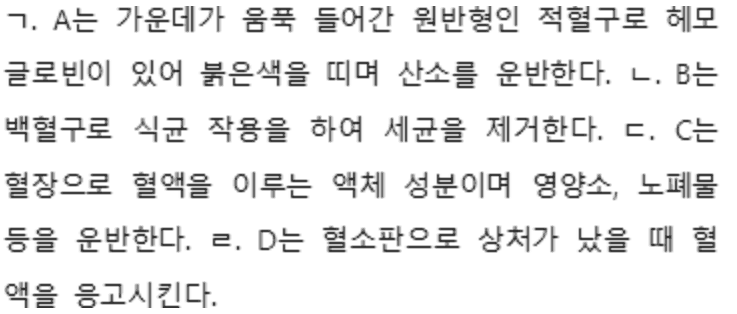 ㄱ. A는 가운데가 움푹 들어간 원반형인 적혈구로 헤모
글로빈이 있어 붉은색을 띠며 산소를 운반한다. ㄴ. B는
백혈구로 식균 작용을 하여 세균을 제거한다. ㄷ. C는
혈장으로 혈액을 이루는 액체 성분이며 영양소, 노폐물
등을 운반한다. ㄹ. D는 혈소판으로 상처가 났을 때 혈
액을 응고시킨다.